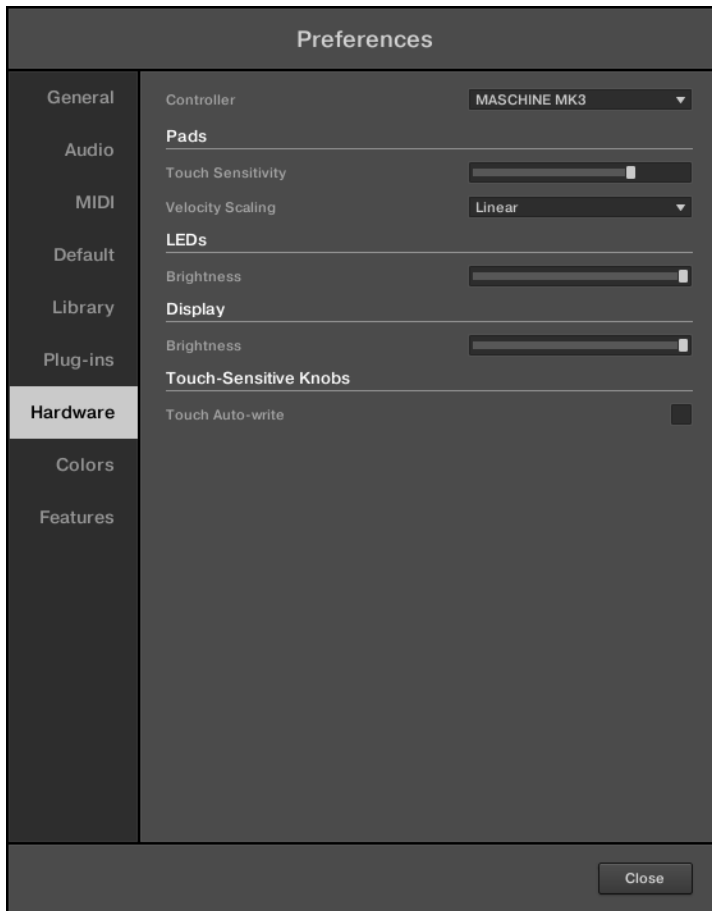 Preferences
General
Audio
MIDI
Default
Library
Plug-ins
Hardware
Colors
Features
Controller MASCHINE MK3
Pads
Touch Sensitivity
Velocity Scaling Linear
LEDs
Brightness
Display
Brightness
Touch-Sensitive Knobs
Touch Auto-write
Close